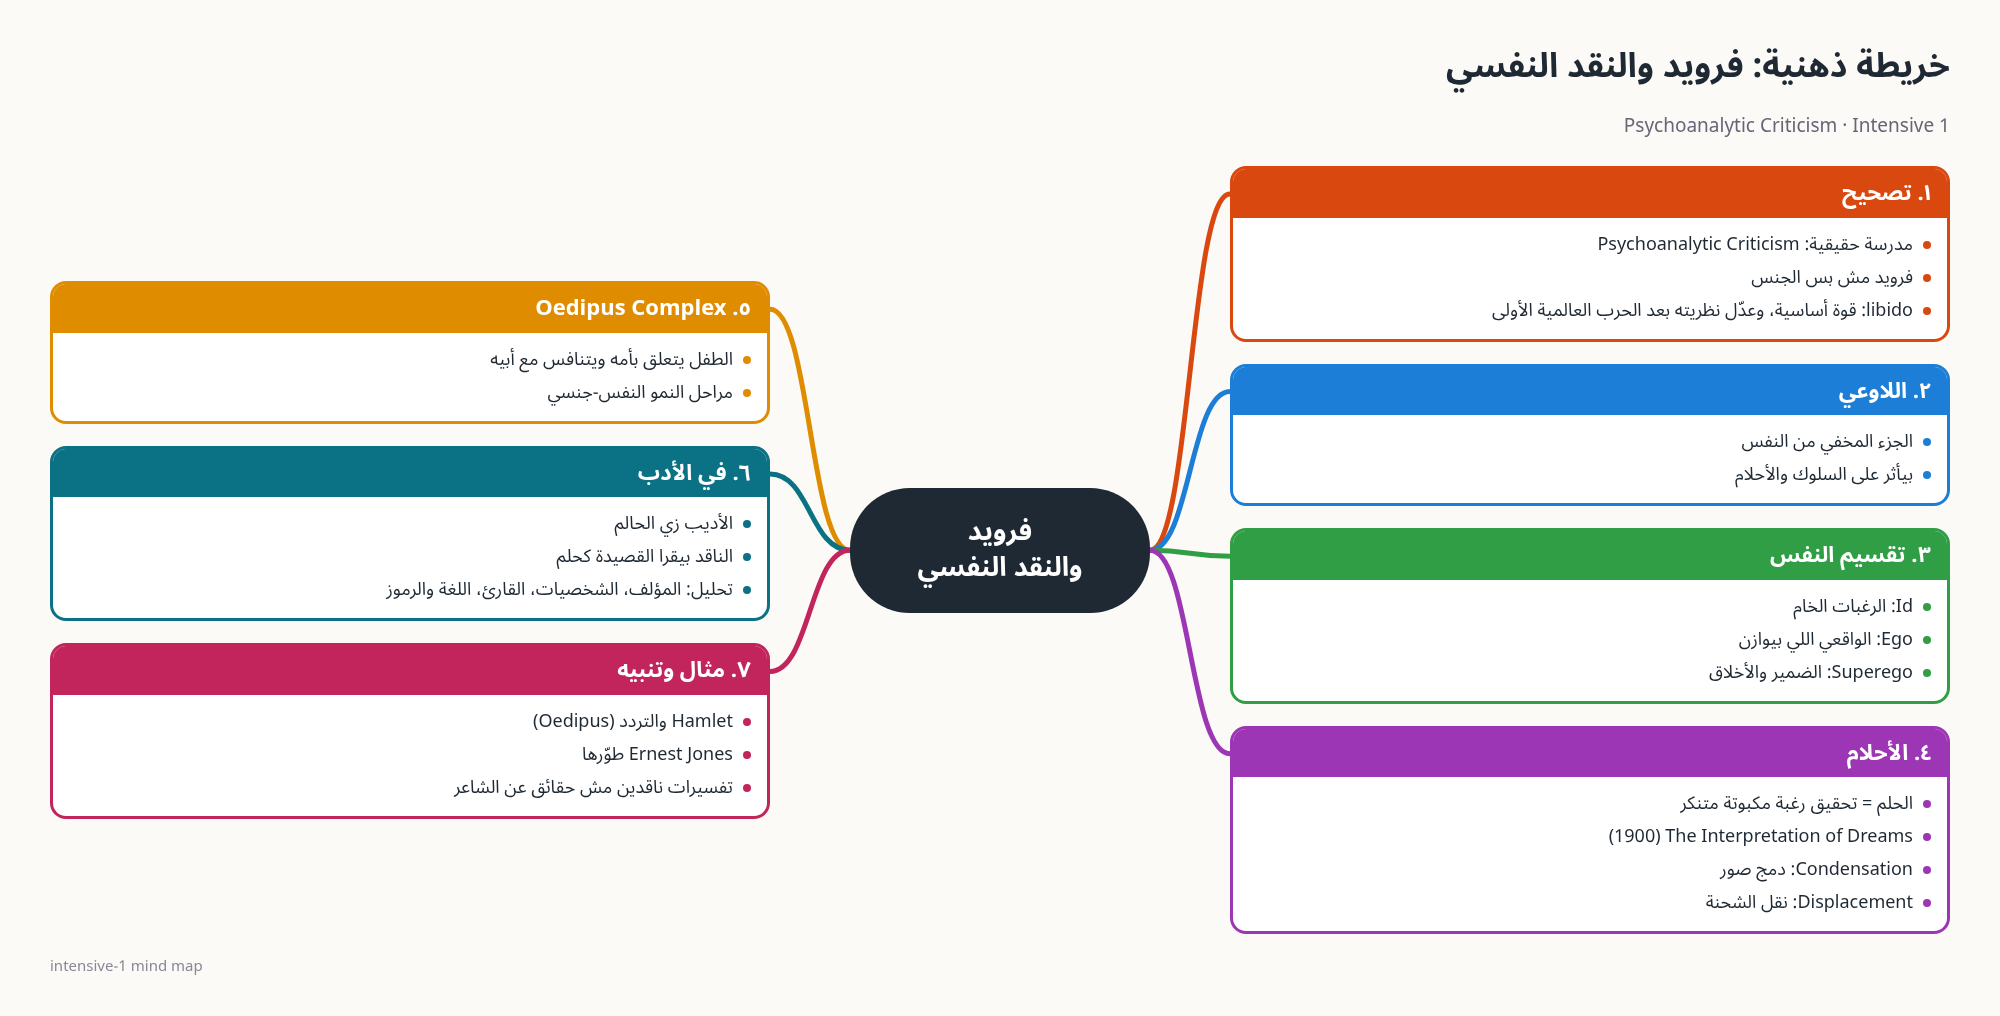 خريطة ذهنية: فرويد والنقد النفسي
Psychoanalytic Criticism · Intensive 1
١. تصحيح
مدرسة حقيقية: Psychoanalytic Criticism
فرويد مش بس الجنس
libido: قوة أساسية، وعدّل نظريته بعد الحرب العالمية الأولى
٢. اللاوعي
الجزء المخفي من النفس
بيأثر على السلوك والأحلام
٣. تقسيم النفس
Id: الرغبات الخام
Ego: الواقعي اللي بيوازن
Superego: الضمير والأخلاق
٤. الأحلام
الحلم = تحقيق رغبة مكبوتة متنكر
The Interpretation of Dreams (1900)
Condensation: دمج صور
Displacement: نقل الشحنة
فرويد
والنقد النفسي
٥. Oedipus Complex
الطفل يتعلق بأمه ويتنافس مع أبيه
مراحل النمو النفس-جنسي
٦. في الأدب
الأديب زي الحالم
الناقد بيقرا القصيدة كحلم
تحليل: المؤلف، الشخصيات، القارئ، اللغة والرموز
٧. مثال وتنبيه
Hamlet والتردد (Oedipus)
Ernest Jones طوّرها
تفسيرات ناقدين مش حقائق عن الشاعر
intensive-1 mind map